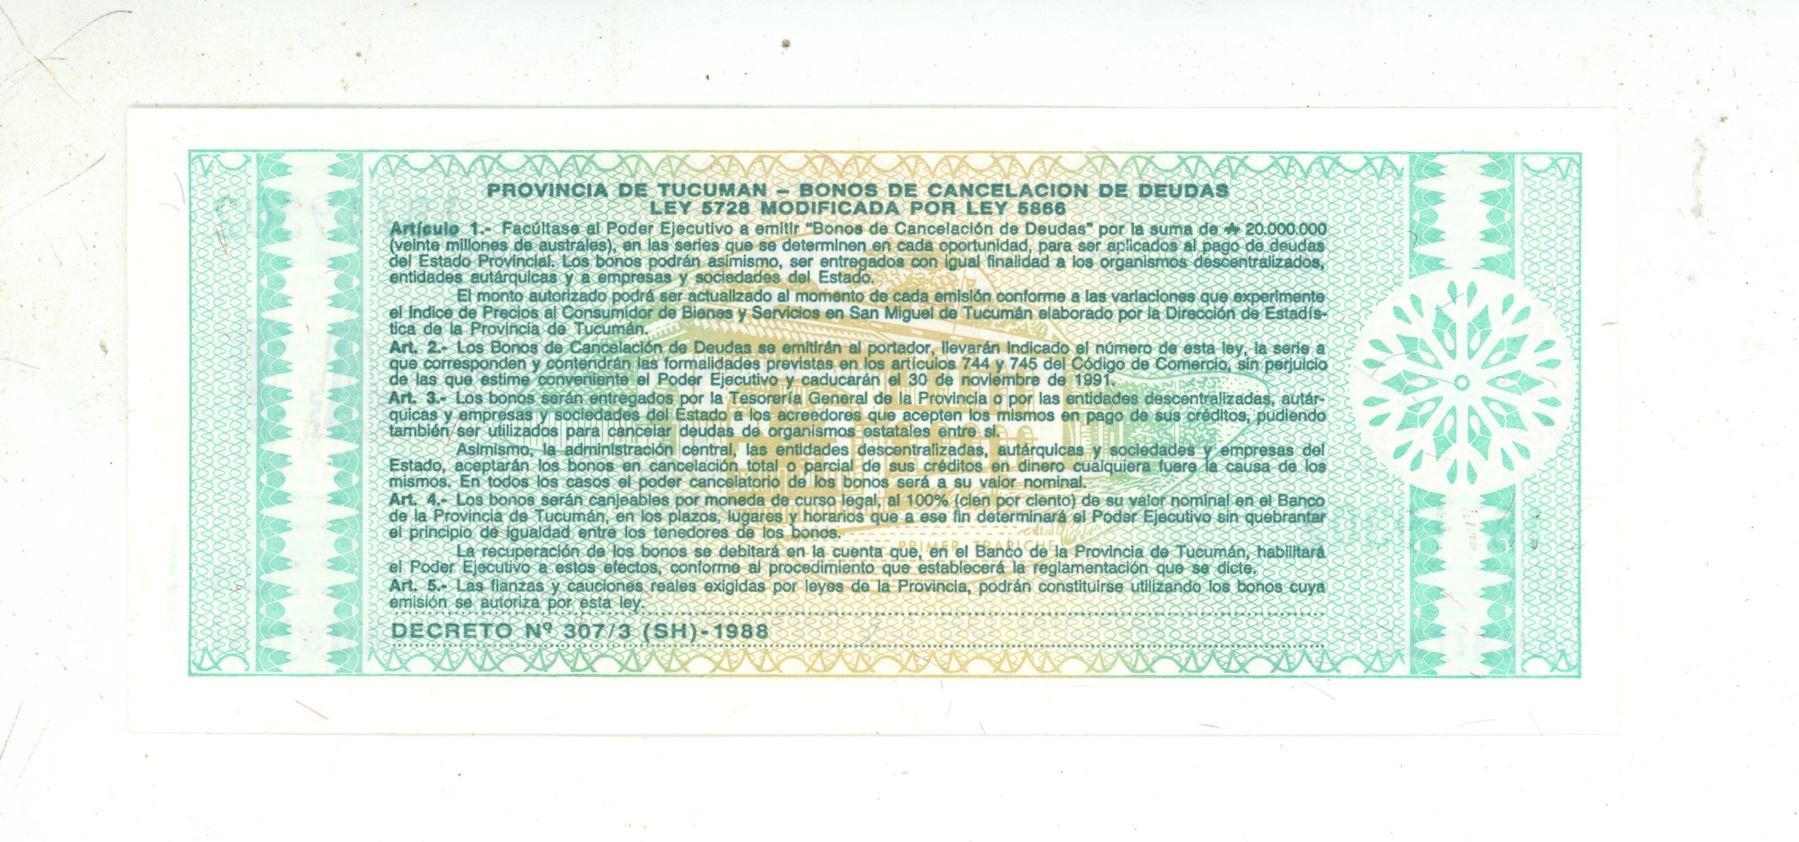 PROVINCIA DE TUCUMAN – BONOS DE CANCELACION DE DEUDAS
LEY 5728 MODIFICADA POR LEY 5866
Artículo 1.- Facúltase al Poder Ejecutivo a emitir "Bonos de Cancelación de Deudas" por la suma de ₳ 20.000.000
(veinte millones de australes), en las series que se determinen en cada oportunidad, para ser aplicados al pago de deudas
del Estado Provincial. Los bonos podrán asimismo, ser entregados con igual finalidad a los organismos descentralizados,
entidades autárquicas y a empresas y sociedades del Estado.
El monto autorizado podrá ser actualizado al momento de cada emisión conforme a las variaciones que experimente
el Indice de Precios al Consumidor de Bienes y Servicios en San Miguel de Tucumán elaborado por la Dirección de Estadís-
tica de la Provincia de Tucumán.
Art. 2.- Los Bonos de Cancelación de Deudas se emitirán al portador, llevarán indicado el número de esta ley, la serie a
que corresponden y contendrán las formalidades previstas en los artículos 744 y 745 del Código de Comercio, sin perjuicio
de las que estime conveniente el Poder Ejecutivo y caducarán el 30 de noviembre de 1991.
Art. 3.- Los bonos serán entregados por la Tesorería General de la Provincia o por las entidades descentralizadas, autár-
quicas y empresas y sociedades del Estado a los acreedores que acepten los mismos en pago de sus créditos, pudiendo
también ser utilizados para cancelar deudas de organismos estatales entre si.
Asimismo, la administración central, las entidades descentralizadas, autárquicas y sociedades y empresas del
Estado, aceptarán los bonos en cancelación total o parcial de sus créditos en dinero cualquiera fuere la causa de los
mismos. En todos los casos el poder cancelatorio de los bonos será a su valor nominal.
Art. 4.- Los bonos serán canjeables por moneda de curso legal, al 100% (cien por ciento) de su valor nominal en el Banco
de la Provincia de Tucumán, en los plazos, lugares y horarios que a ese fin determinará el Poder Ejecutivo sin quebrantar
el principio de igualdad entre los tenedores de los bonos.
PRIMER TRAPICHE
La recuperación de los bonos se debitará en la cuenta que, en el Banco de la Provincia de Tucumán, habilitará
el Poder Ejecutivo a estos efectos, conforme al procedimiento que establecerá la reglamentación que se dicte.
Art. 5.- Las fianzas y cauciones reales exigidas por leyes de la Provincia, podrán constituirse utilizando los bonos cuya
emisión se autoriza por esta ley.
DECRETO Nº 307/3 (SH)-1988